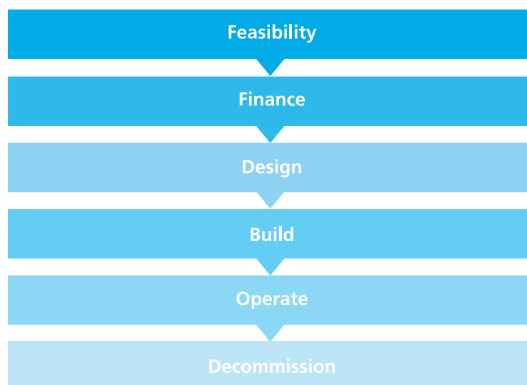 Feasibility
Finance
Design
Build
Operate
Decommission